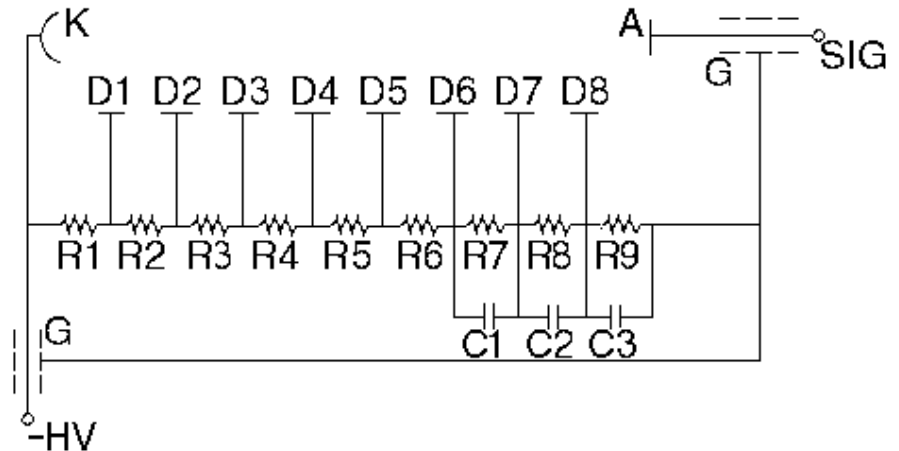 K
A
SIG
G
D1 D2 D3 D4 D5 D6 D7 D8
R1 R2 R3 R4 R5 R6 R7 R8 R9
G
C1 C2 C3
-HV